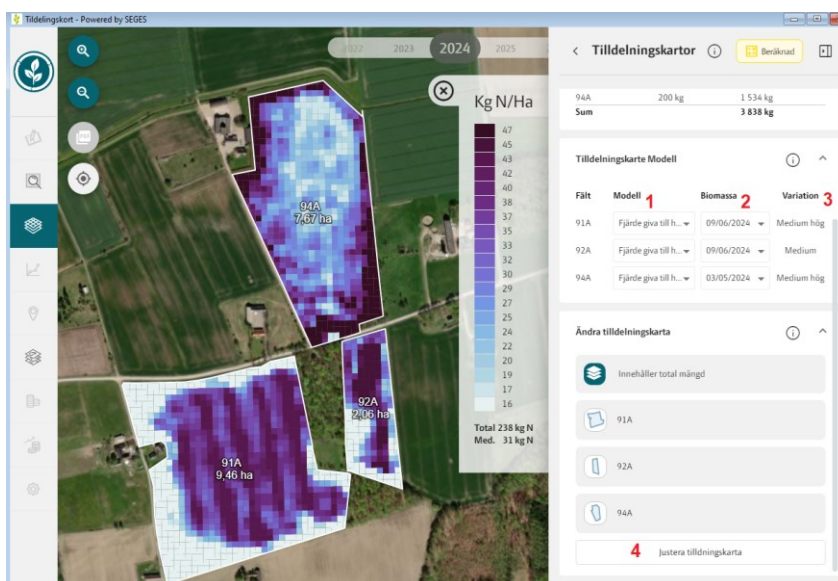 Tildelingskort - Powered by SEGES
2022 2023 2024 2025
Tilldelningskartor
Beräknad
94A 200 kg 1 534 kg
Sum 3 838 kg
Kg N/Ha
47
45
43
42
40
38
37
35
33
32
30
29
27
25
24
22
20
19
17
16
Total 238 kg N
Med. 31 kg N
94A
7,67 ha
92A
2,06 ha
91A
9,46 ha
Tilldelningskarte Modell
Fält Modell 1 Biomassa 2 Variation 3
91A Fjärde giva till h... 09/06/2024 Medium hög
92A Fjärde giva till h... 09/06/2024 Medium
94A Fjärde giva till h... 03/05/2024 Medium hög
Ändra tilldelningskarta
Innehåller total mängd
91A
92A
94A
4 Justera tilldningskarta